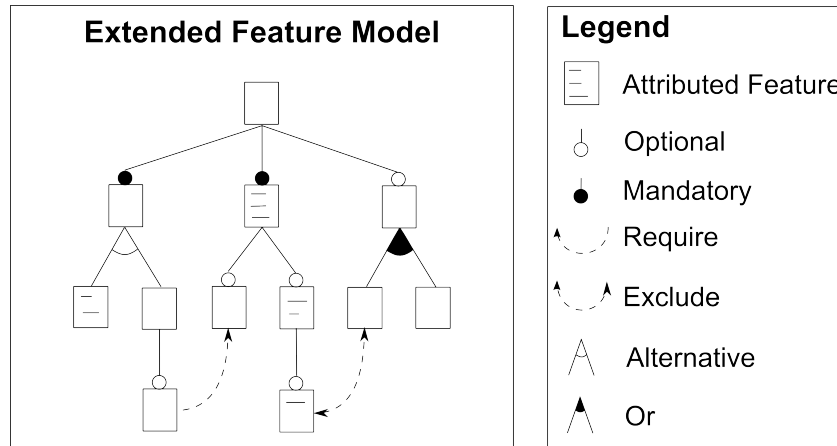 Extended Feature Model
Legend
Attributed Feature
Optional
Mandatory
Require
Exclude
Alternative
Or